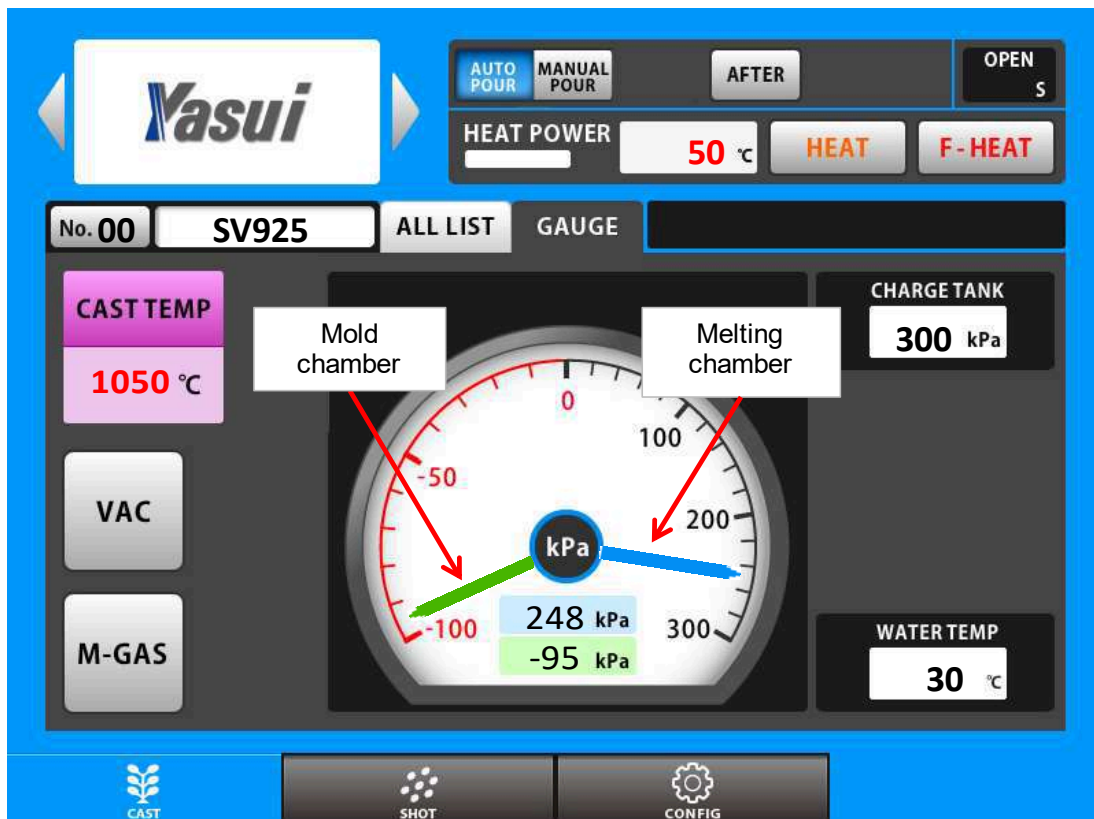 Yasui
AUTO
POUR
MANUAL
POUR
AFTER
OPEN
S
HEAT POWER
50 ℃
HEAT
F-HEAT
No. 00
SV925
ALL LIST
GAUGE
CAST TEMP
1050 ℃
VAC
M-GAS
Mold
chamber
Melting
chamber
0
100
-50
200
kPa
-100
300
248 kPa
-95 kPa
CHARGE TANK
300 kPa
WATER TEMP
30 ℃
CAST
SHOT
CONFIG